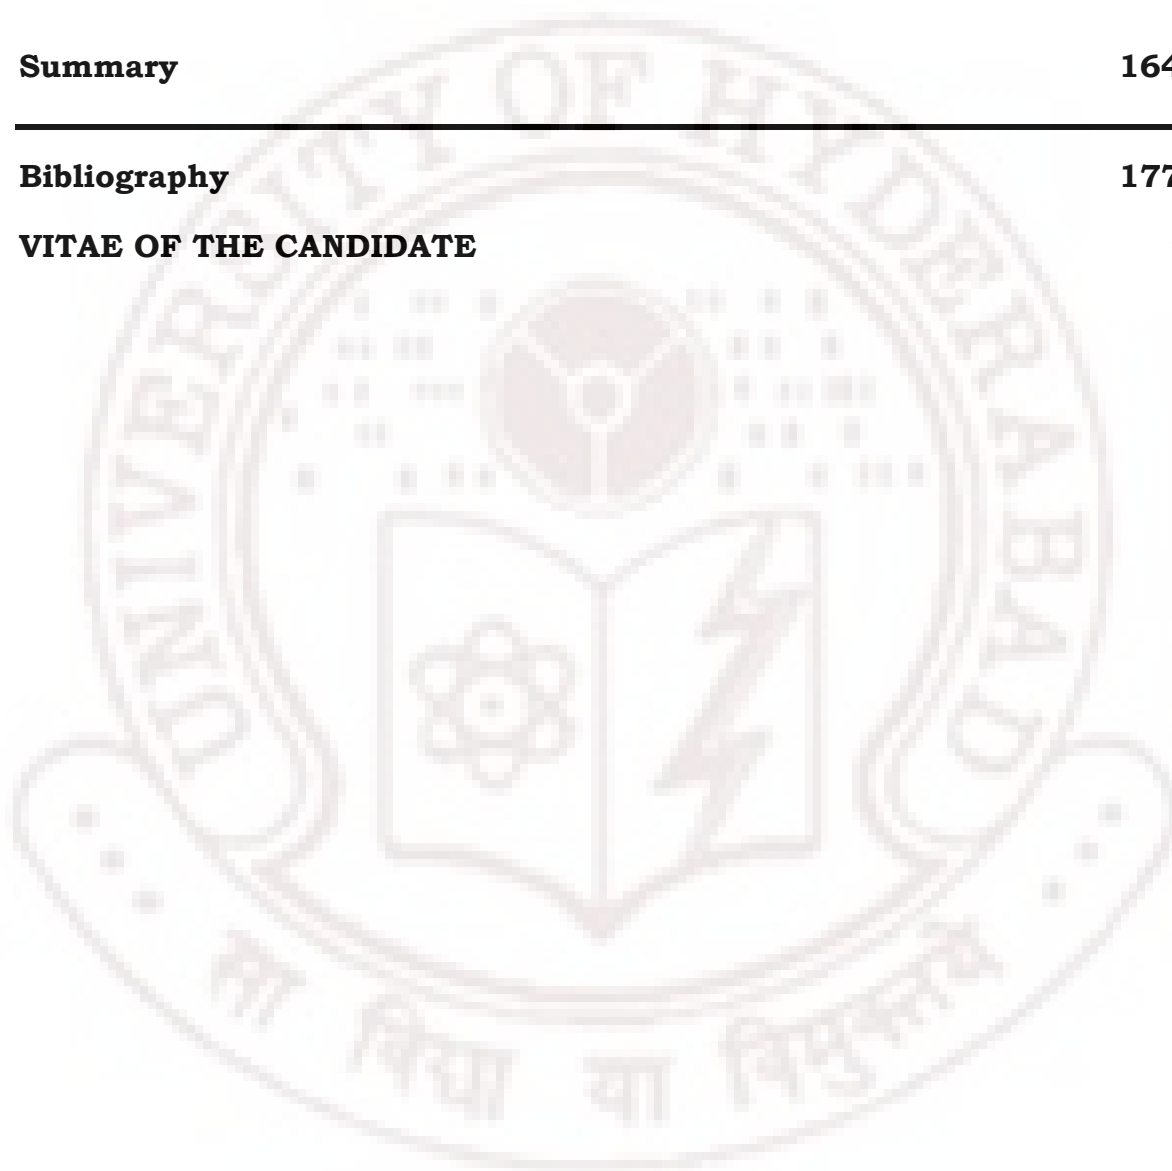 Summary 164
Bibliography 177
VITAE OF THE CANDIDATE
UNIVERSITY OF HYDERABAD
सा विद्या या विमुक्तये